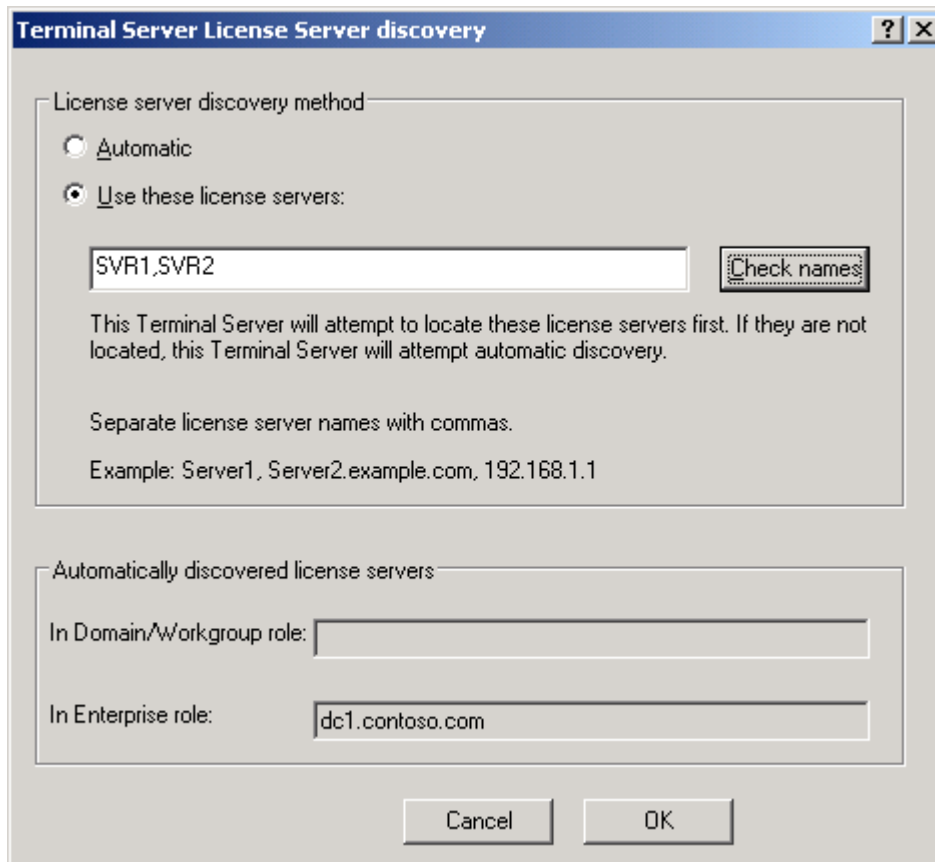 Terminal Server License Server discovery
License server discovery method
Automatic
Use these license servers:
SVR1,SVR2
Check names
This Terminal Server will attempt to locate these license servers first. If they are not
located, this Terminal Server will attempt automatic discovery.
Separate license server names with commas.
Example: Server1, Server2.example.com, 192.168.1.1
Automatically discovered license servers
In Domain/Workgroup role:
In Enterprise role:
dc1.contoso.com
Cancel
OK